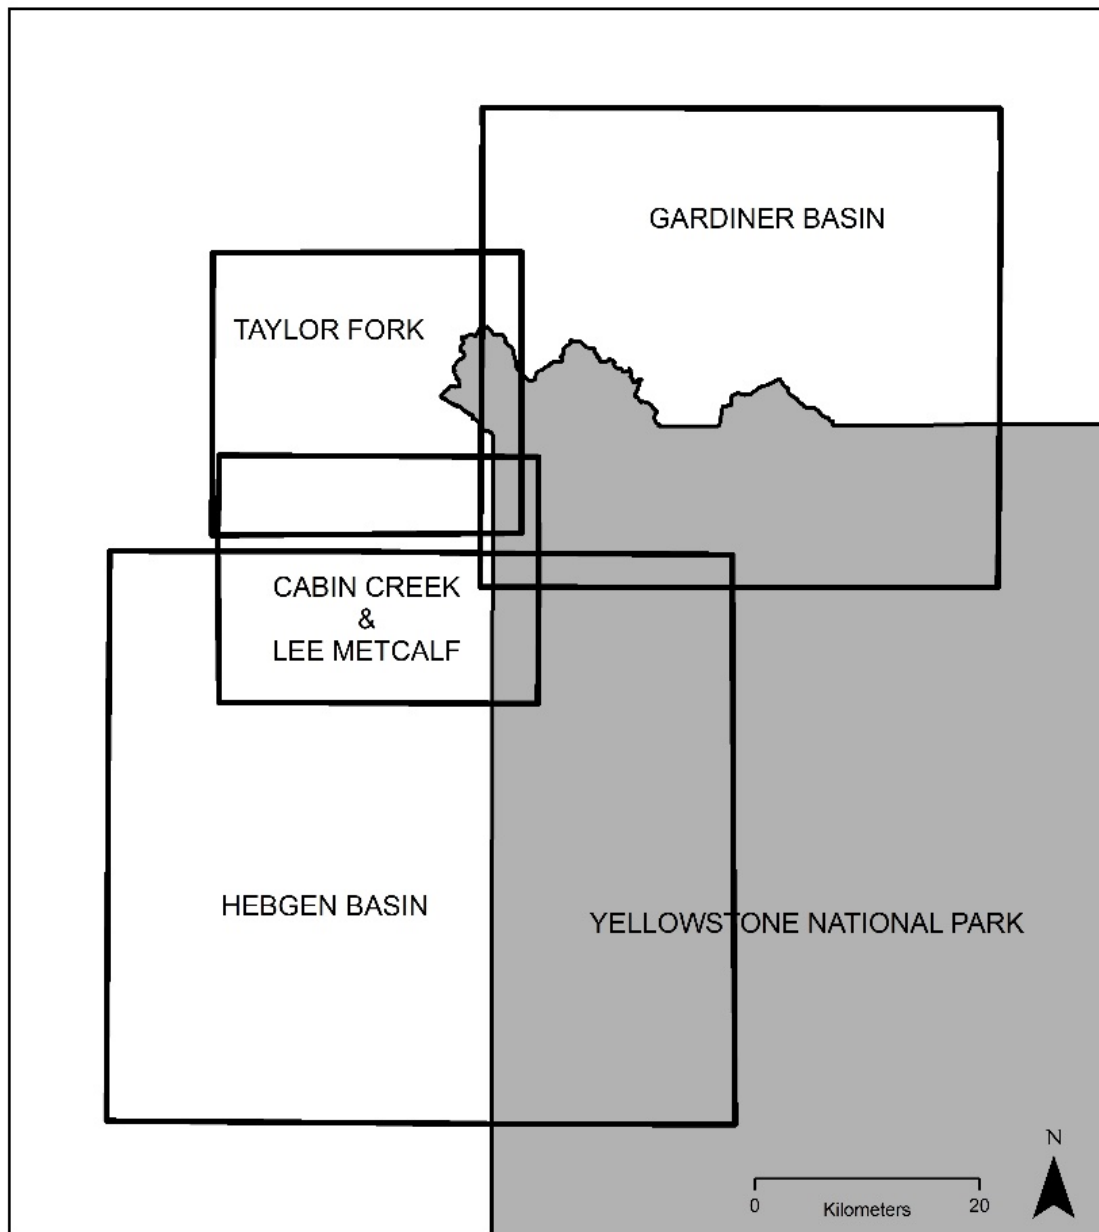 GARDINER BASIN
TAYLOR FORK
CABIN CREEK
&
LEE METCALF
HEBGEN BASIN
YELLOWSTONE NATIONAL PARK
N
0 Kilometers 20